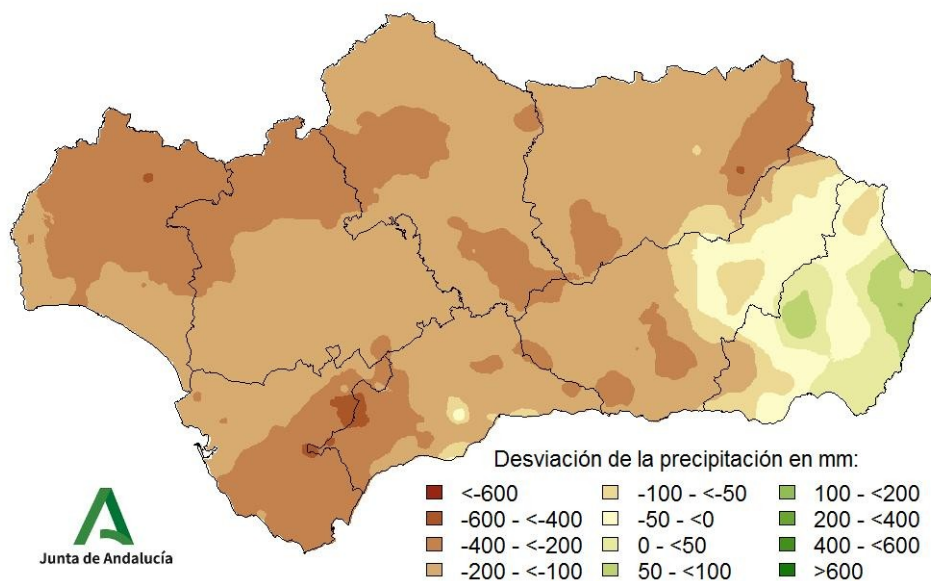 Desviación de la precipitación en mm:
<-600
-600 - <-400
-400 - <-200
-200 - <-100
-100 - <-50
-50 - <0
0 - <50
50 - <100
100 - <200
200 - <400
400 - <600
>600
Junta de Andalucía